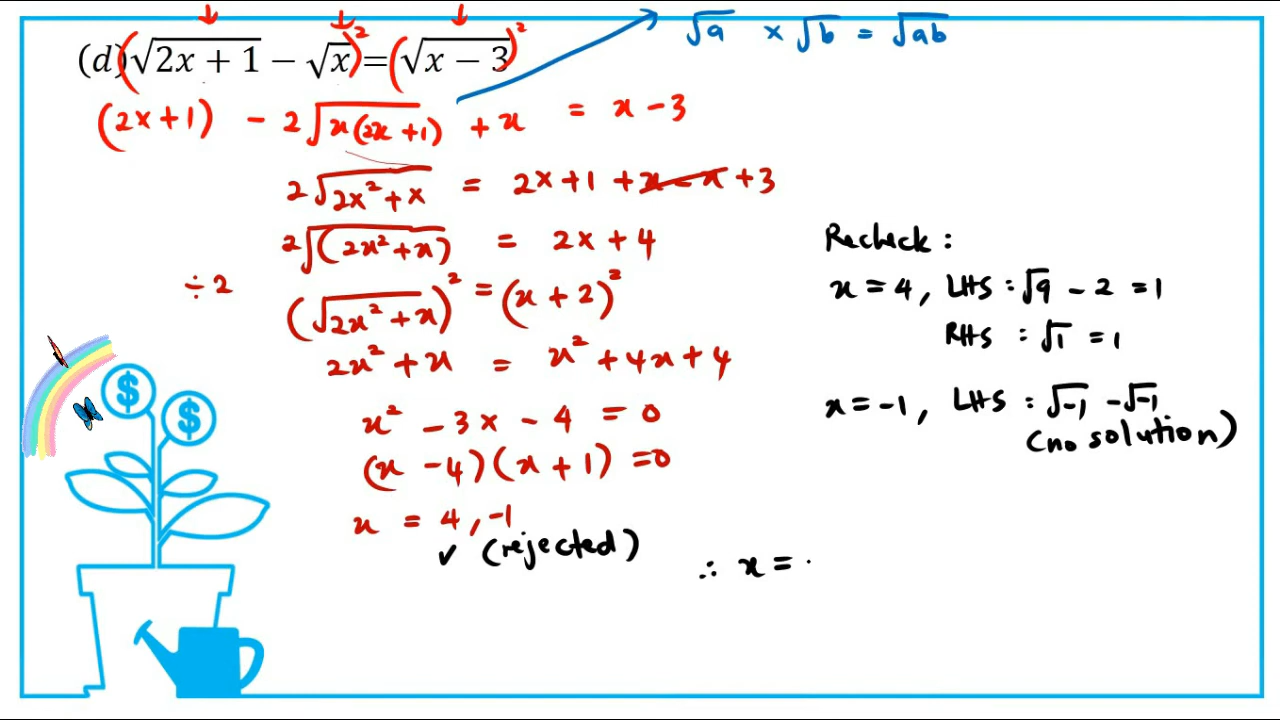 √a × √b = √ab
(d) (√2x + 1 − √x)² = (√x − 3)²
(2x+1) − 2√x(2x+1) + x = x − 3
2√2x²+x = 2x+1 + x − x + 3
2√(2x²+x) = 2x + 4
÷2 (√2x²+x)² = (x + 2)²
2x² + x = x² + 4x + 4
x² − 3x − 4 = 0
(x − 4)(x + 1) = 0
x = 4, −1
✓ (rejected)
∴ x =
Recheck :
x = 4, LHS : √9 − 2 = 1
RHS : √1 = 1
x = −1, LHS : √−1 − √−1
(no solution)
$
$